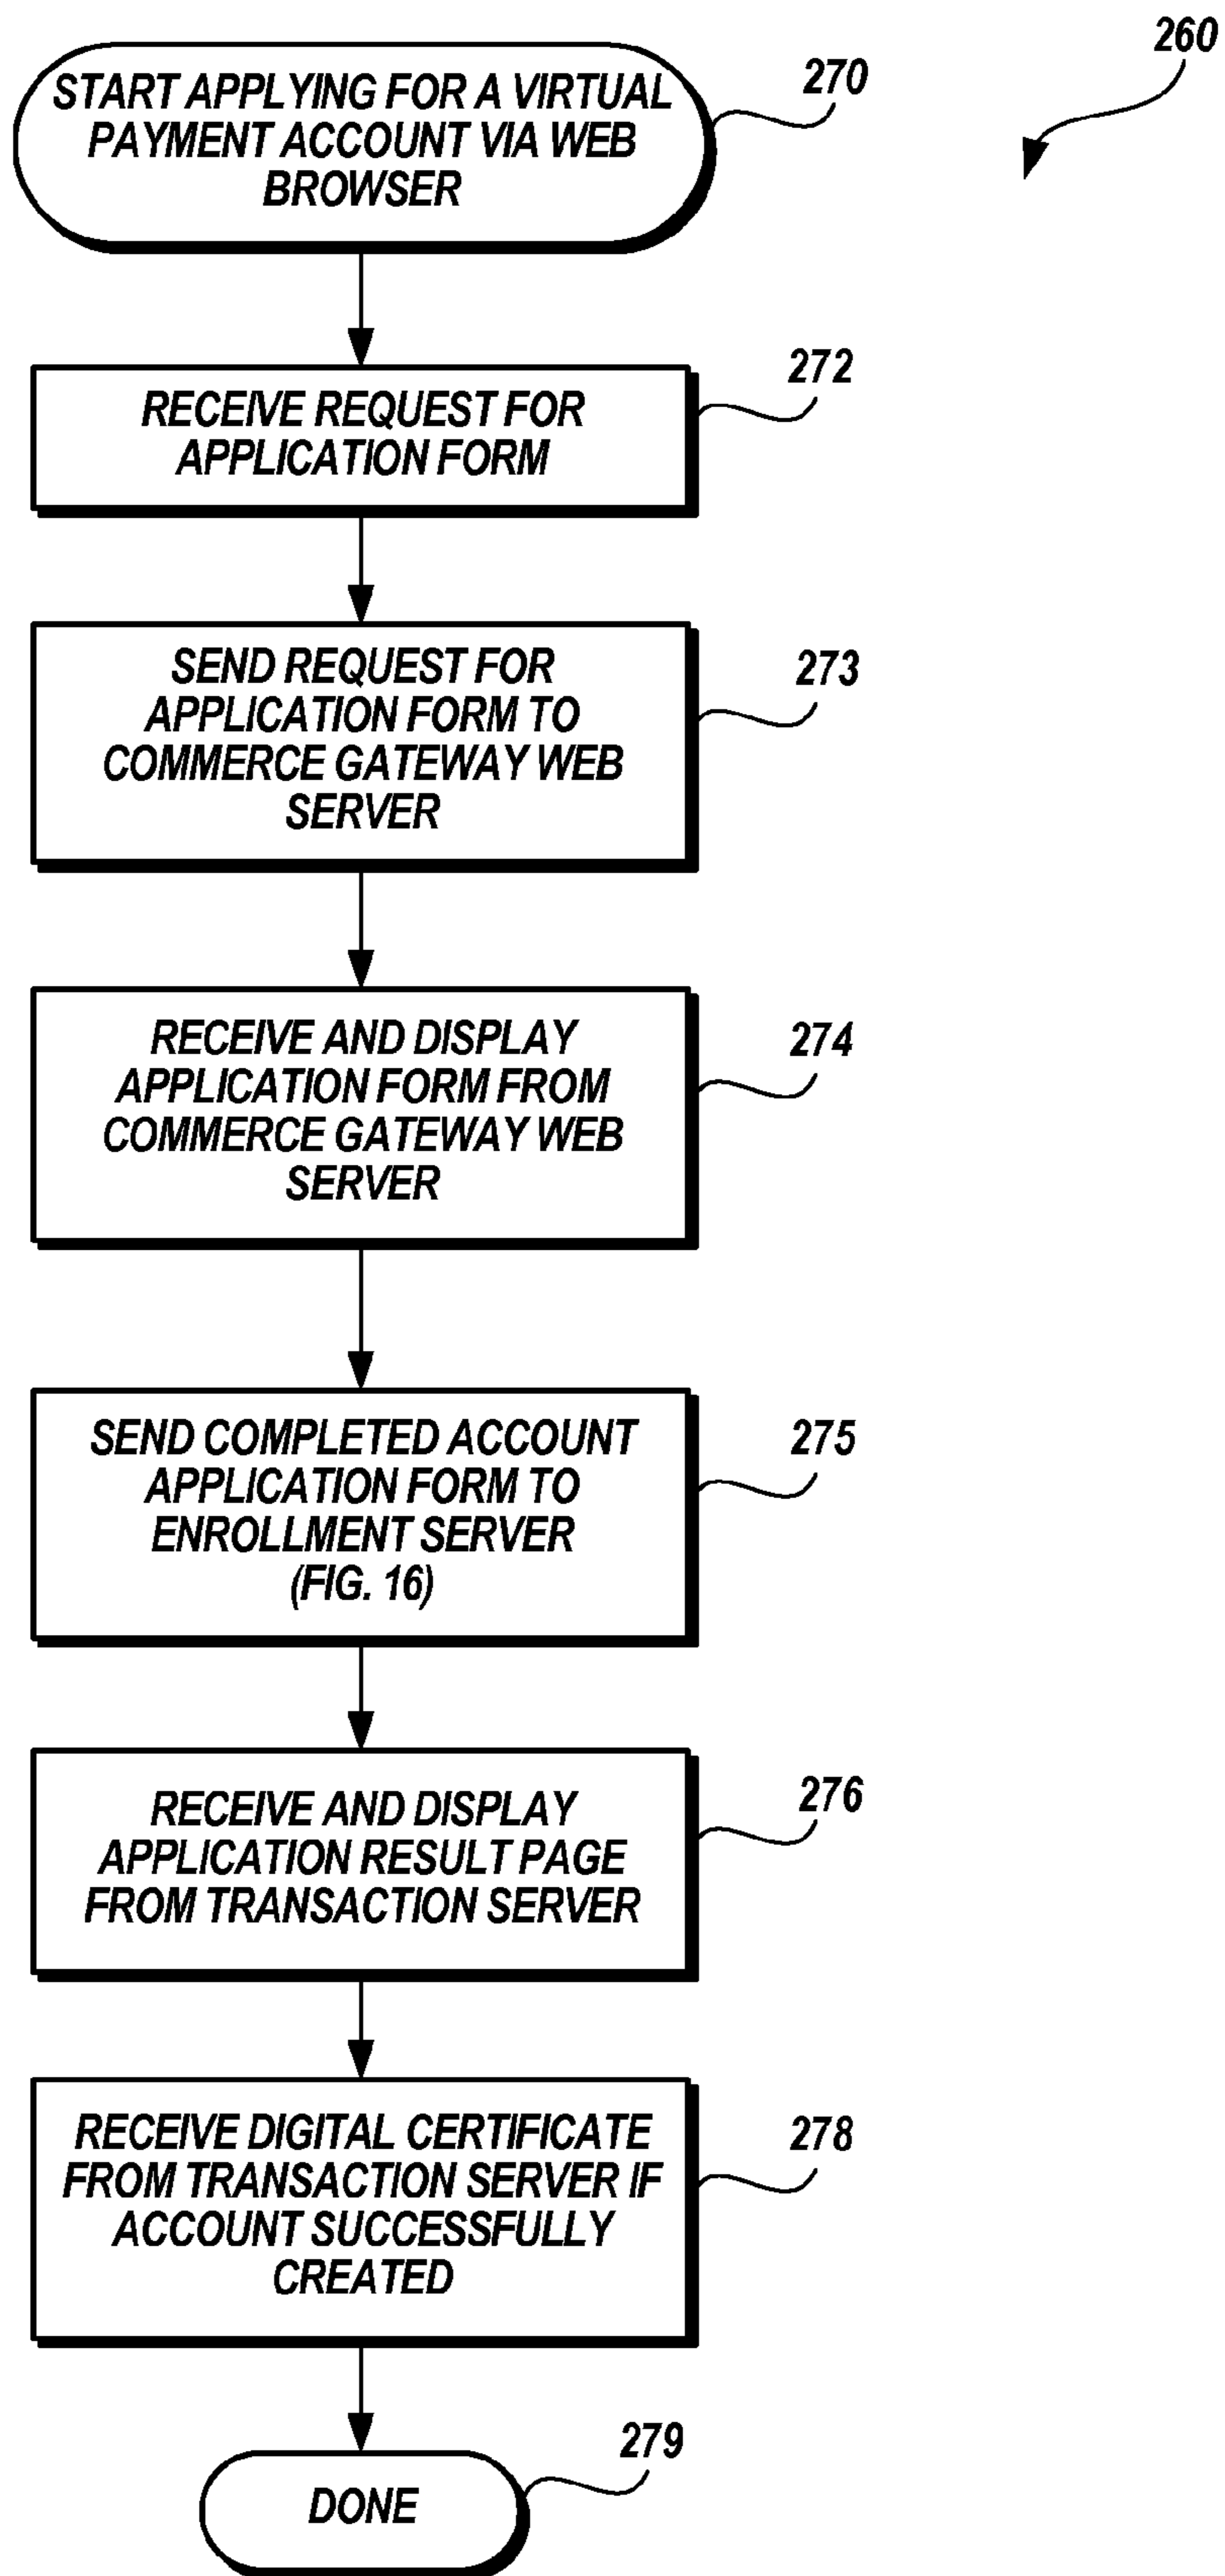 260
START APPLYING FOR A VIRTUAL
PAYMENT ACCOUNT VIA WEB
BROWSER
270
RECEIVE REQUEST FOR
APPLICATION FORM
272
SEND REQUEST FOR
APPLICATION FORM TO
COMMERCE GATEWAY WEB
SERVER
273
RECEIVE AND DISPLAY
APPLICATION FORM FROM
COMMERCE GATEWAY WEB
SERVER
274
SEND COMPLETED ACCOUNT
APPLICATION FORM TO
ENROLLMENT SERVER
(FIG. 16)
275
RECEIVE AND DISPLAY
APPLICATION RESULT PAGE
FROM TRANSACTION SERVER
276
RECEIVE DIGITAL CERTIFICATE
FROM TRANSACTION SERVER IF
ACCOUNT SUCCESSFULLY
CREATED
278
DONE
279